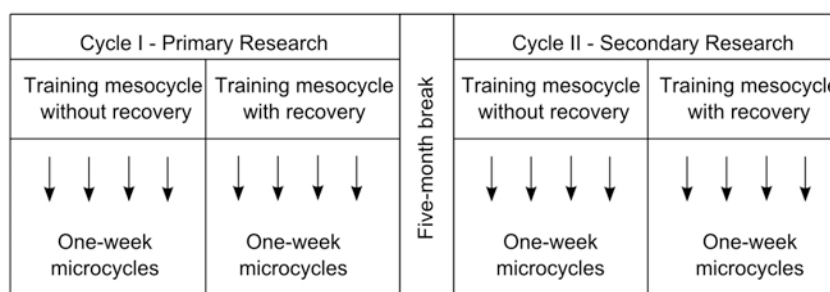 Cycle I - Primary Research
Training mesocycle
without recovery
Training mesocycle
with recovery
One-week
microcycles
One-week
microcycles
Five-month break
Cycle II - Secondary Research
Training mesocycle
without recovery
Training mesocycle
with recovery
One-week
microcycles
One-week
microcycles